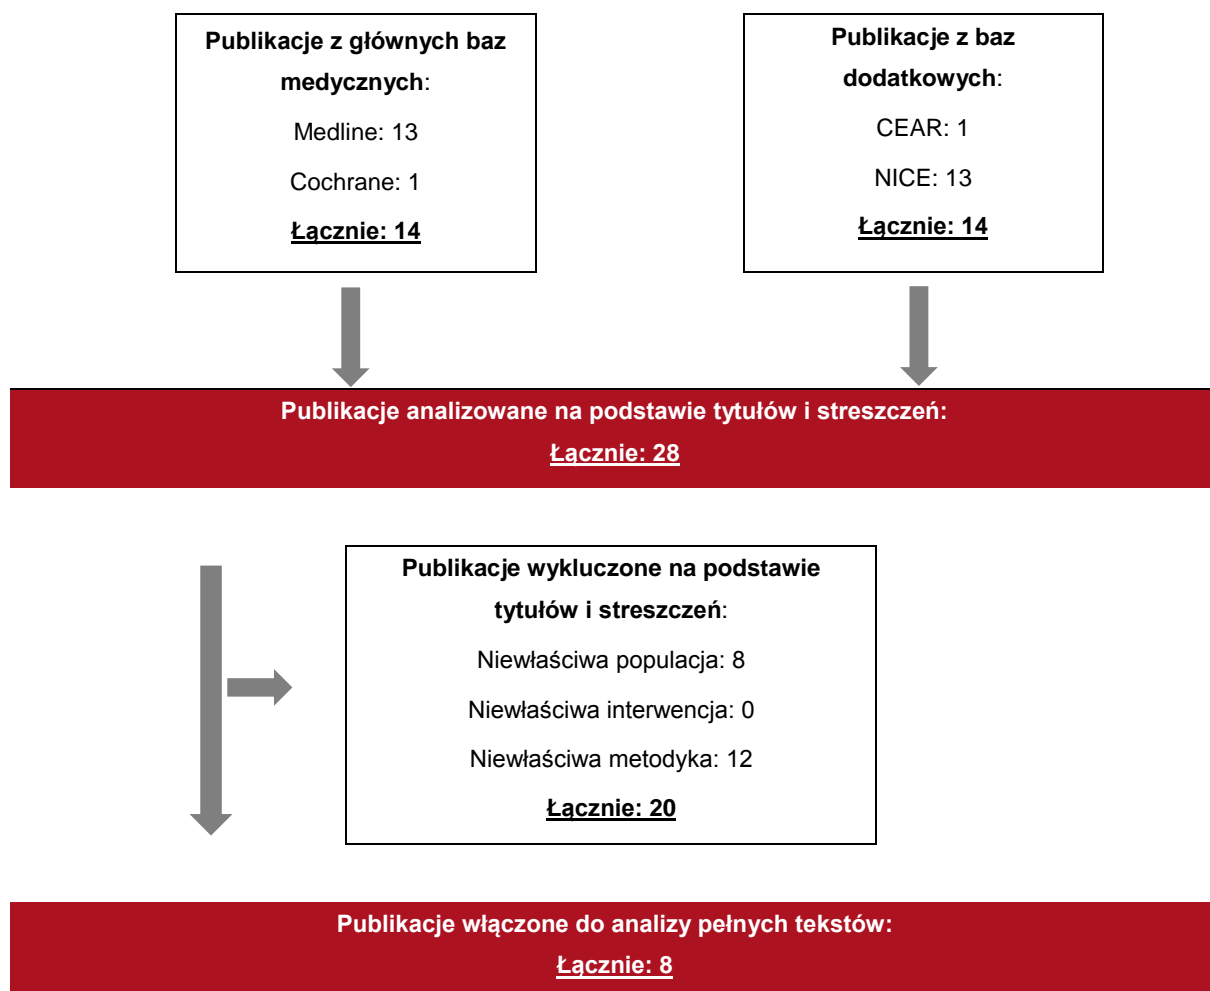 Publikacje z głównych baz
medycznych:
Medline: 13
Cochrane: 1
Łącznie: 14
Publikacje z baz
dodatkowych:
CEAR: 1
NICE: 13
Łącznie: 14
Publikacje analizowane na podstawie tytułów i streszczeń:
Łącznie: 28
Publikacje wykluczone na podstawie
tytułów i streszczeń:
Niewłaściwa populacja: 8
Niewłaściwa interwencja: 0
Niewłaściwa metodyka: 12
Łącznie: 20
Publikacje włączone do analizy pełnych tekstów:
Łącznie: 8